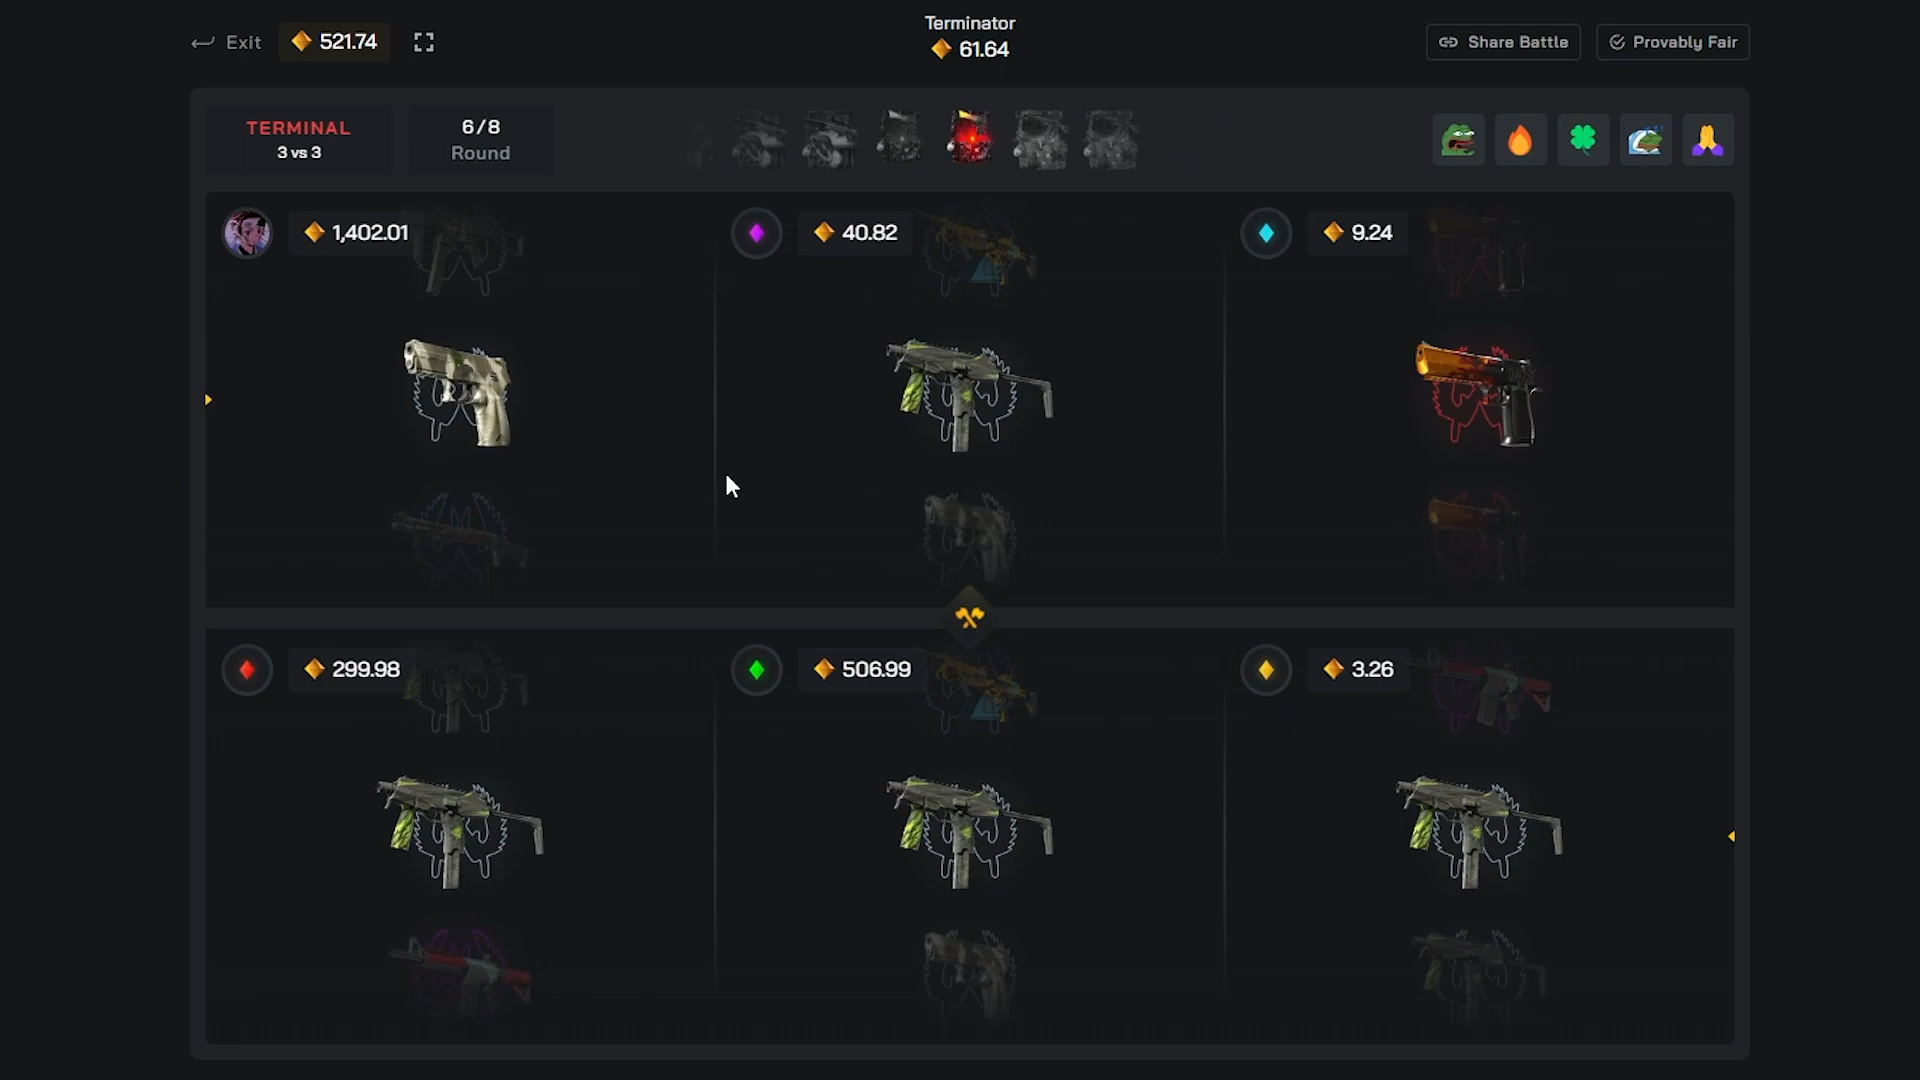 Exit
521.74
Terminator
61.64
Share Battle
Provably Fair
TERMINAL
3 vs 3
6/8
Round
1,402.01
40.82
9.24
299.98
506.99
3.26